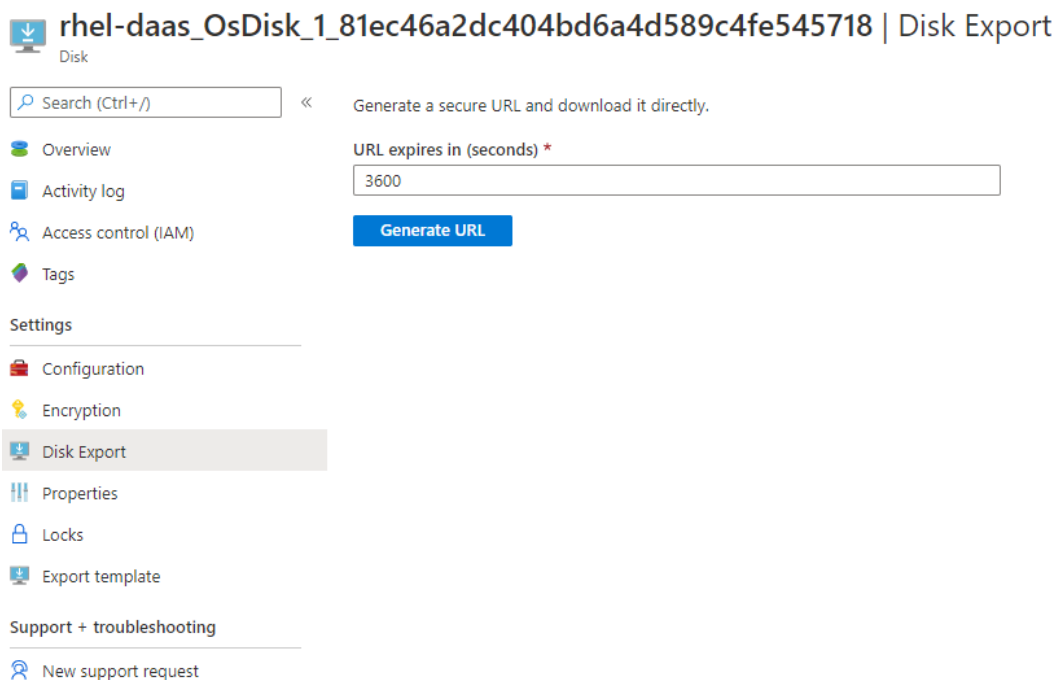 rhel-daas_OsDisk_1_81ec46a2dc404bd6a4d589c4fe545718 | Disk Export
Disk
Search (Ctrl+/)
«
Overview
Activity log
Access control (IAM)
Tags
Settings
Configuration
Encryption
Disk Export
Properties
Locks
Export template
Support + troubleshooting
New support request
Generate a secure URL and download it directly.
URL expires in (seconds) *
3600
Generate URL